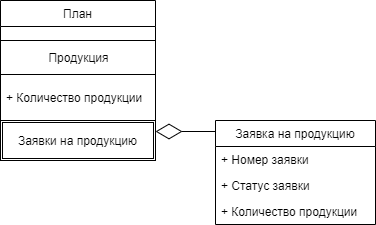 План
Продукция
+ Количество продукции
Заявки на продукцию
Заявка на продукцию
+ Номер заявки
+ Статус заявки
+ Количество продукции